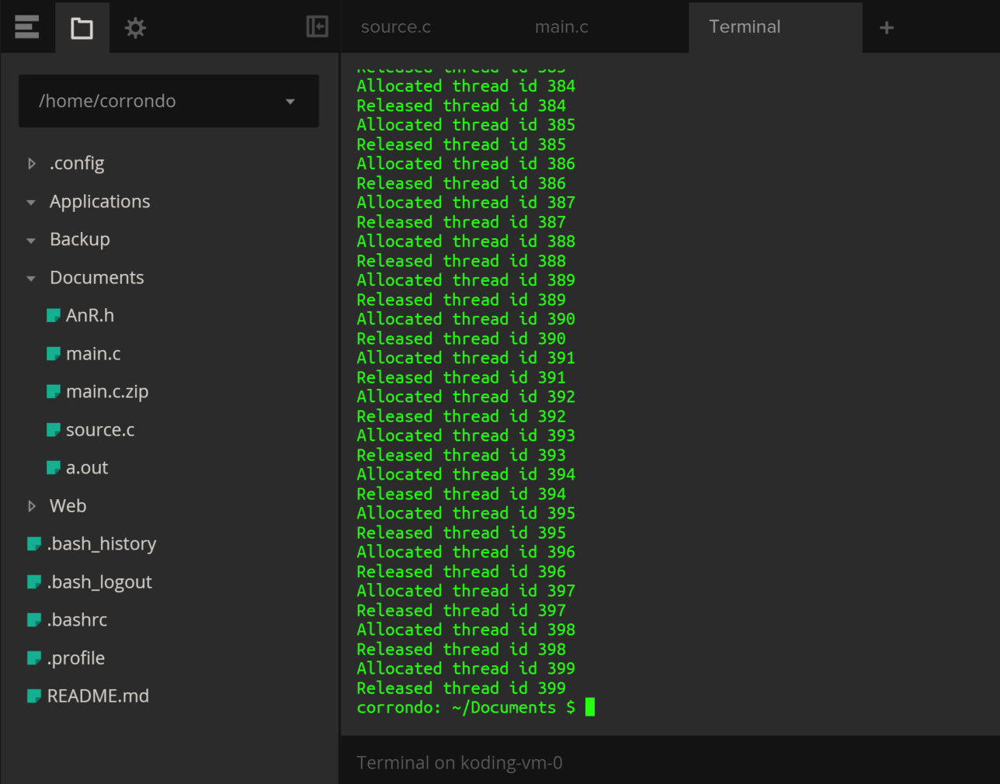 source.c
main.c
Terminal
/home/corrondo
.config
Applications
Backup
Documents
AnR.h
main.c
main.c.zip
source.c
a.out
Web
.bash_history
.bash_logout
.bashrc
.profile
README.md
Released thread id 383
Allocated thread id 384
Released thread id 384
Allocated thread id 385
Released thread id 385
Allocated thread id 386
Released thread id 386
Allocated thread id 387
Released thread id 387
Allocated thread id 388
Released thread id 388
Allocated thread id 389
Released thread id 389
Allocated thread id 390
Released thread id 390
Allocated thread id 391
Released thread id 391
Allocated thread id 392
Released thread id 392
Allocated thread id 393
Released thread id 393
Allocated thread id 394
Released thread id 394
Allocated thread id 395
Released thread id 395
Allocated thread id 396
Released thread id 396
Allocated thread id 397
Released thread id 397
Allocated thread id 398
Released thread id 398
Allocated thread id 399
Released thread id 399
corrondo: ~/Documents $
Terminal on koding-vm-0